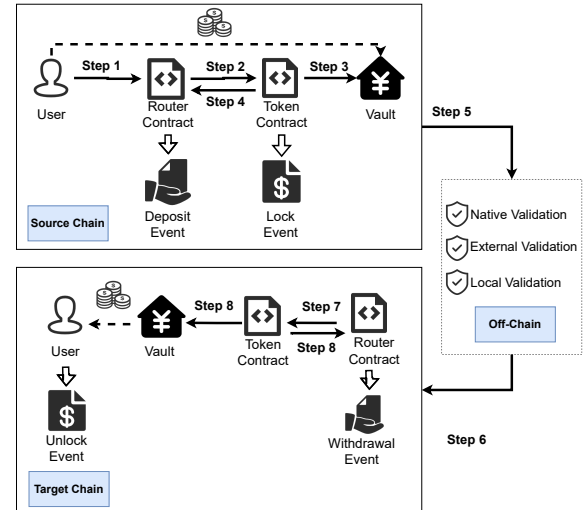 Step 1
Step 2
Step 3
Step 4
User
Router
Contract
Token
Contract
Vault
Step 5
Deposit
Event
Lock
Event
Source Chain
Native Validation
External Validation
Local Validation
Off-Chain
Step 8
Step 7
Step 8
User
Vault
Token
Contract
Router
Contract
Unlock
Event
Withdrawal
Event
Step 6
Target Chain